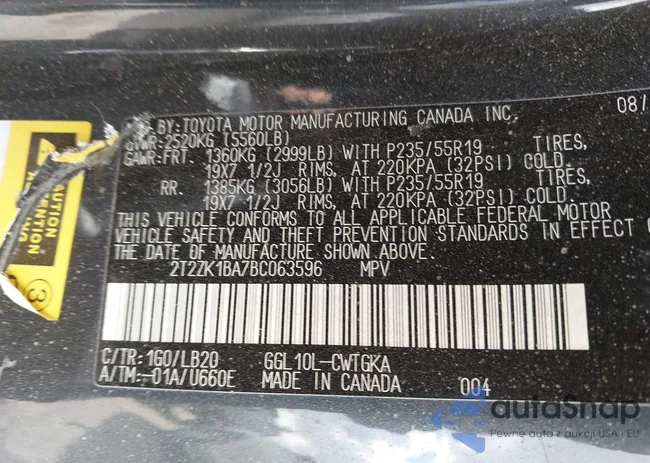 BY:TOYOTA MOTOR MANUFACTURING CANADA INC. 08/
GVWR:2520KG (5560LB)
GAWR:FRT. 1360KG (2999LB) WITH P235/55R19 TIRES,
19X7 1/2J RIMS, AT 220KPA (32PSI) COLD.
RR. 1385KG (3056LB) WITH P235/55R19 TIRES,
19X7 1/2J RIMS, AT 220KPA (32PSI) COLD.
THIS VEHICLE CONFORMS TO ALL APPLICABLE FEDERAL MOTOR
VEHICLE SAFETY AND THEFT PREVENTION STANDARDS IN EFFECT
THE DATE OF MANUFACTURE SHOWN ABOVE.
2T2ZK1BA7BC063596 MPV
C/TR:1G0/LB20 GGL10L-CWTGKA
A/TM:-01A/U660E MADE IN CANADA 004
CAUTION
3
autoSnap
Pewne auta z aukcji USA i EU